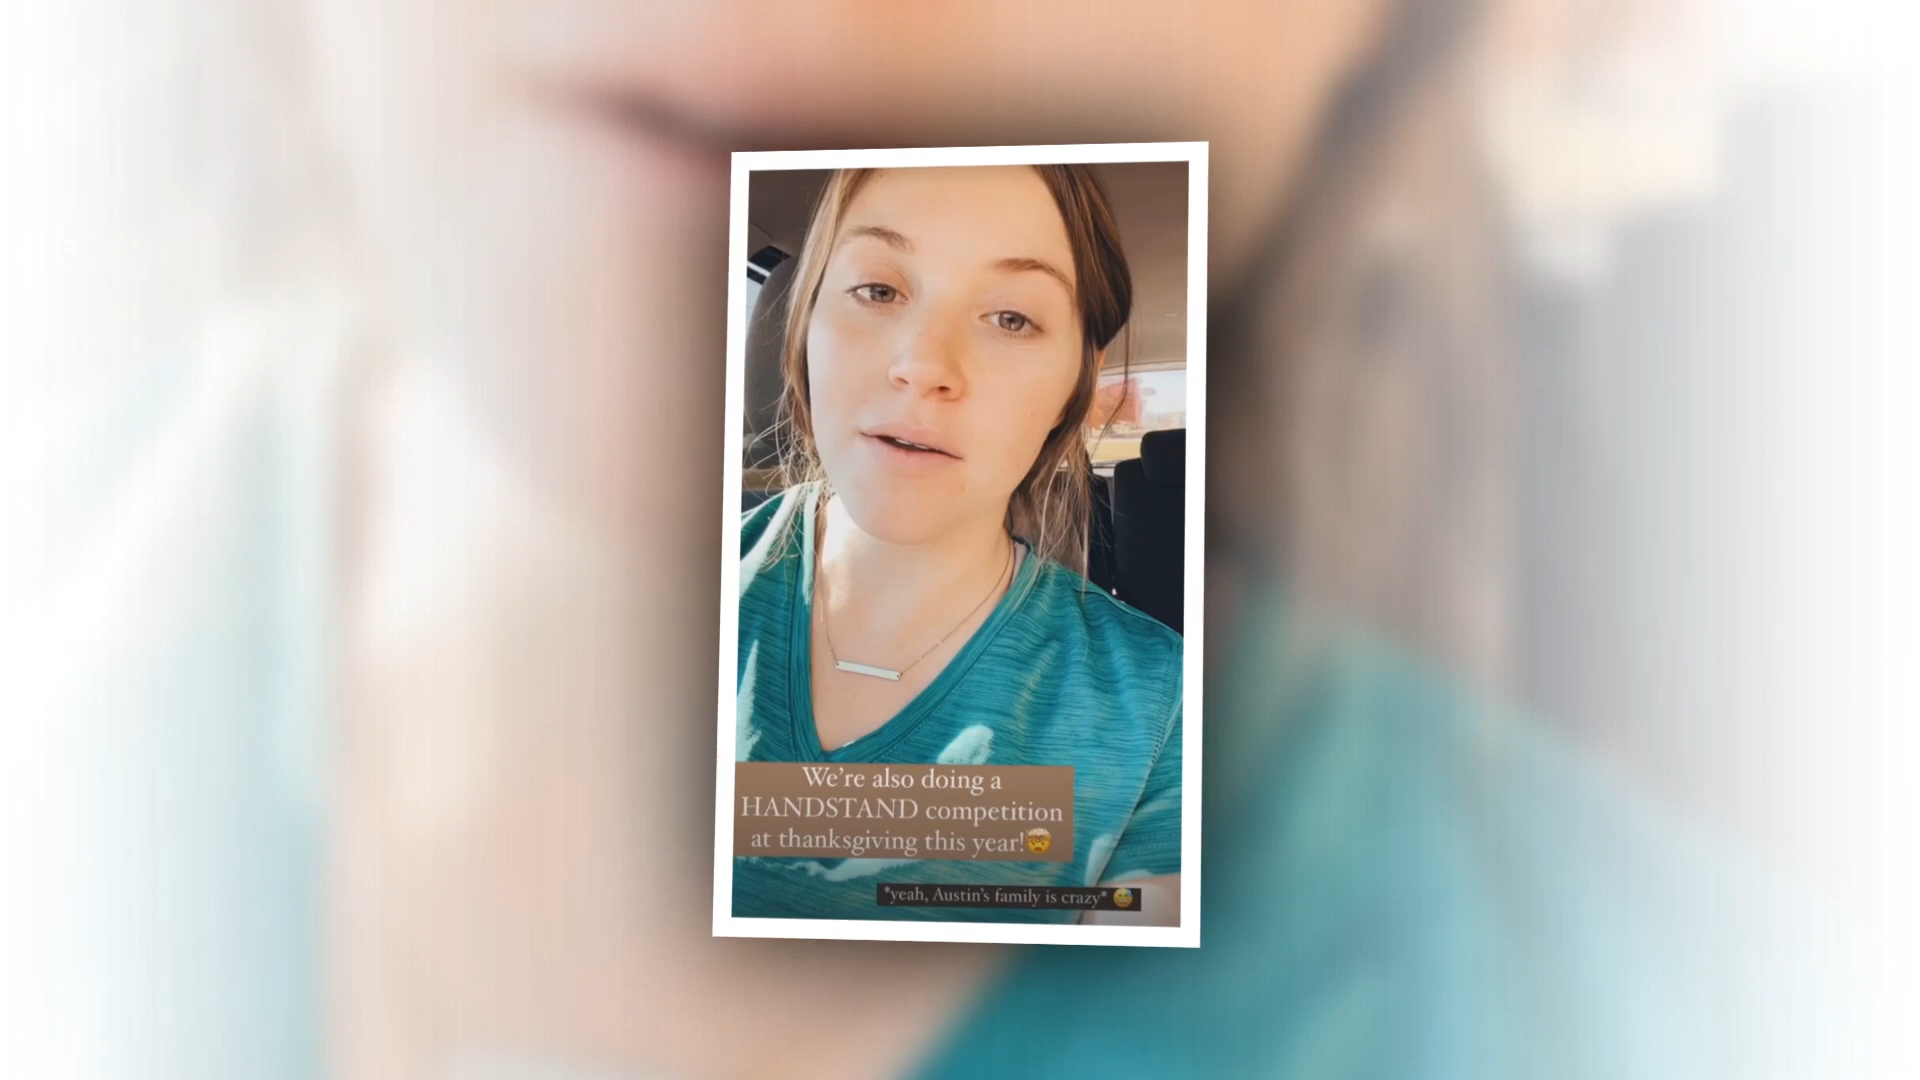 We're also doing a
HANDSTAND competition
at thanksgiving this year!🤯
*yeah, Austin's family is crazy* 😅